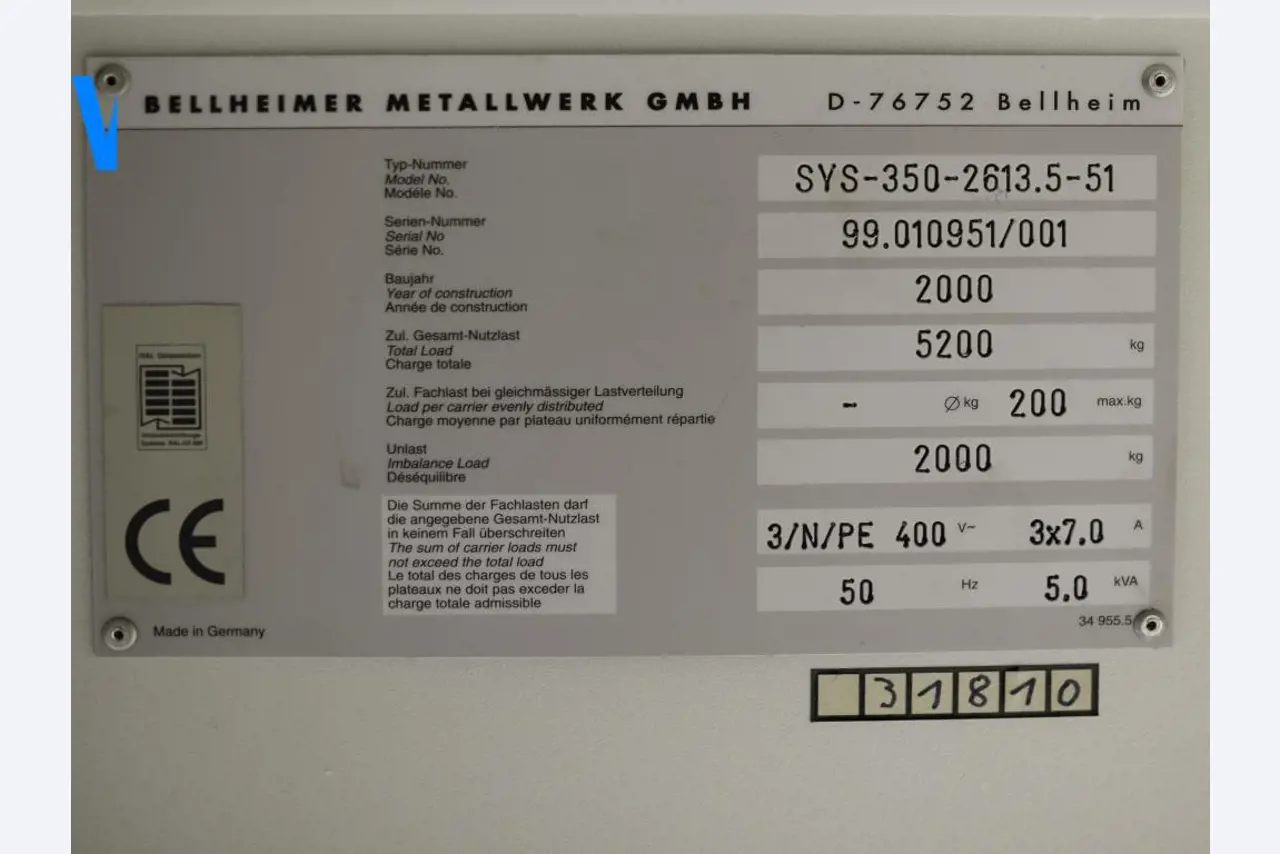 BELLHEIMER METALLWERK GMBH D-76752 Bellheim
Typ-Nummer
Model No.
Modéle No.
SYS-350-2613.5-51
Serien-Nummer
Serial No
Série No.
99.010951/001
Baujahr
Year of construction
Année de construction
2000
Zul. Gesamt-Nutzlast
Total Load
Charge totale
5200 kg
Zul. Fachlast bei gleichmässiger Lastverteilung
Load per carrier evenly distributed
Charge moyenne par plateau uniformément répartie
- Ø kg 200 max.kg
Unlast
Imbalance Load
Déséquilibre
2000 kg
Die Summe der Fachlasten darf
die angegebene Gesamt-Nutzlast
in keinem Fall überschreiten
The sum of carrier loads must
not exceed the total load
Le total des charges de tous les
plateaux ne doit pas exceder la
charge totale admissible
3/N/PE 400 V~ 3x7.0 A
50 Hz 5.0 kVA
34 955.5
CE
Made in Germany
31810